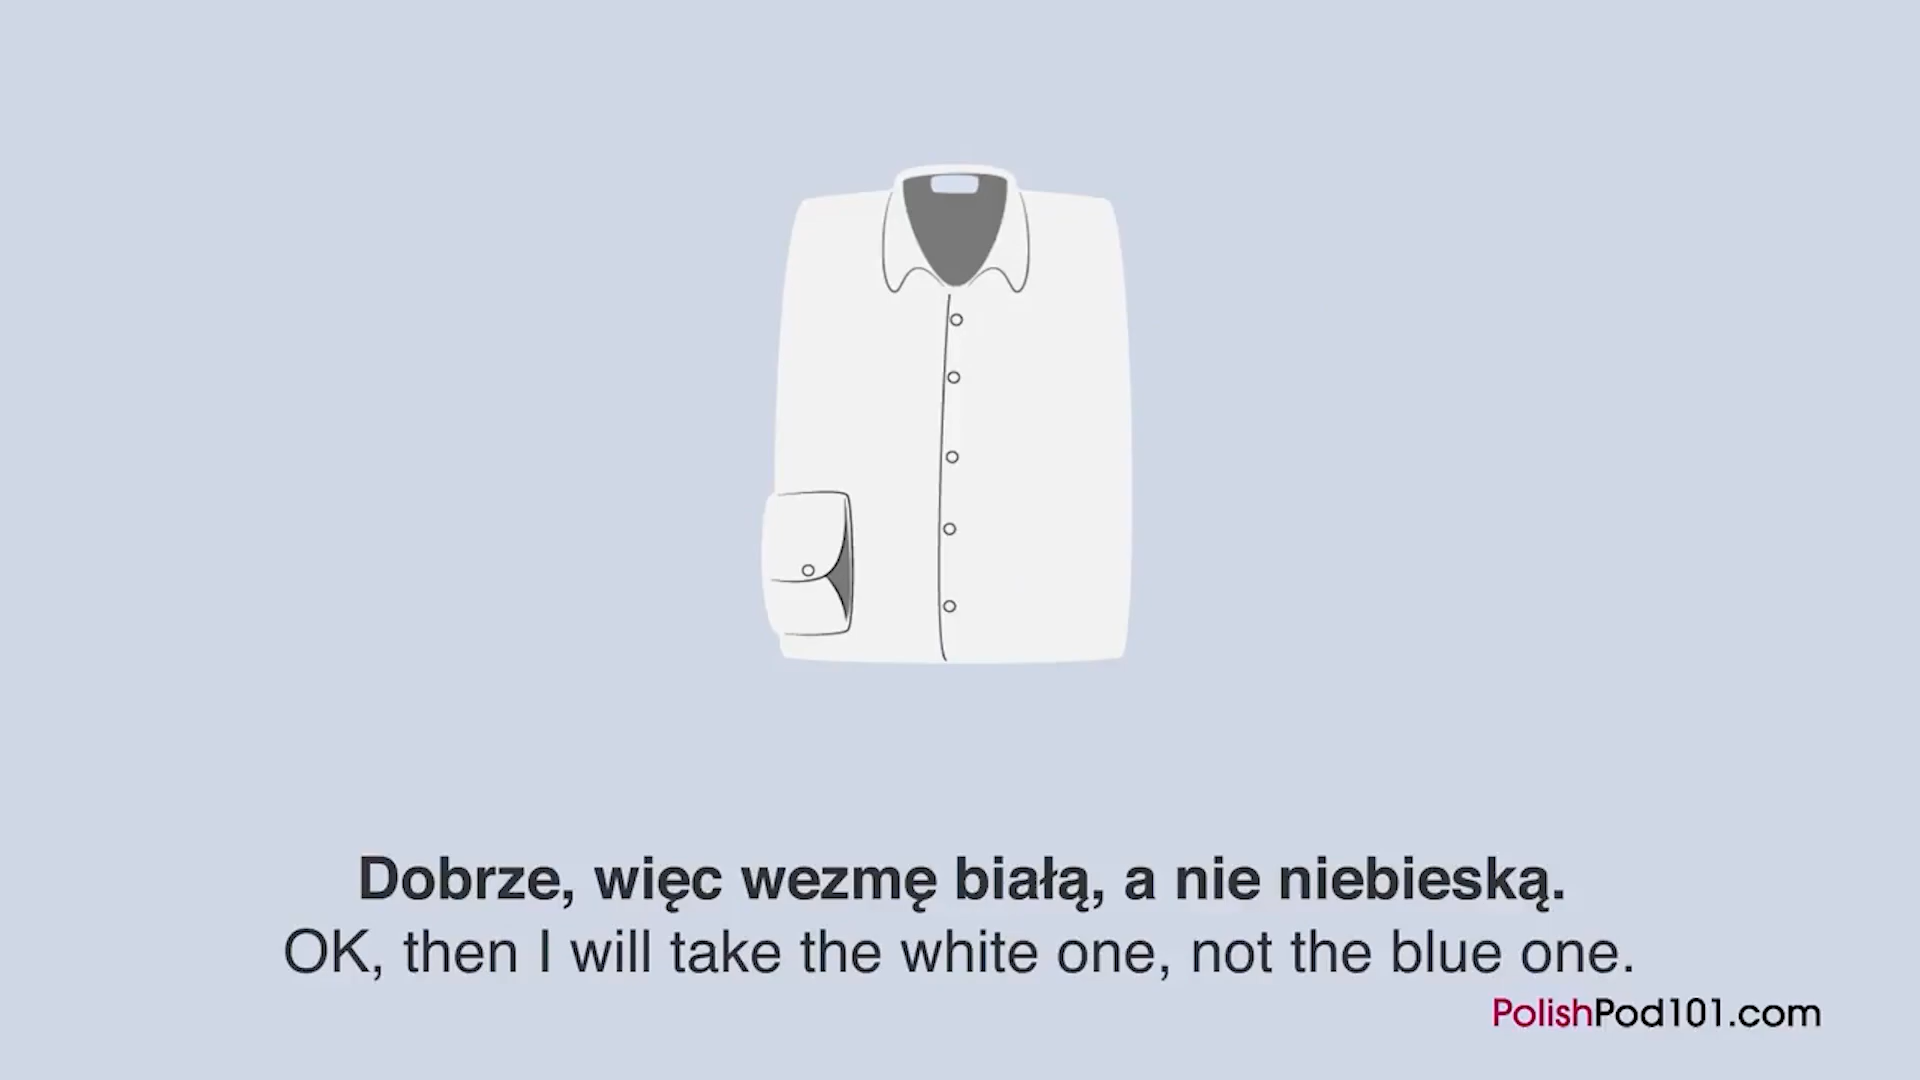 Dobrze, więc wezmę białą, a nie niebieską.
OK, then I will take the white one, not the blue one.
PolishPod101.com